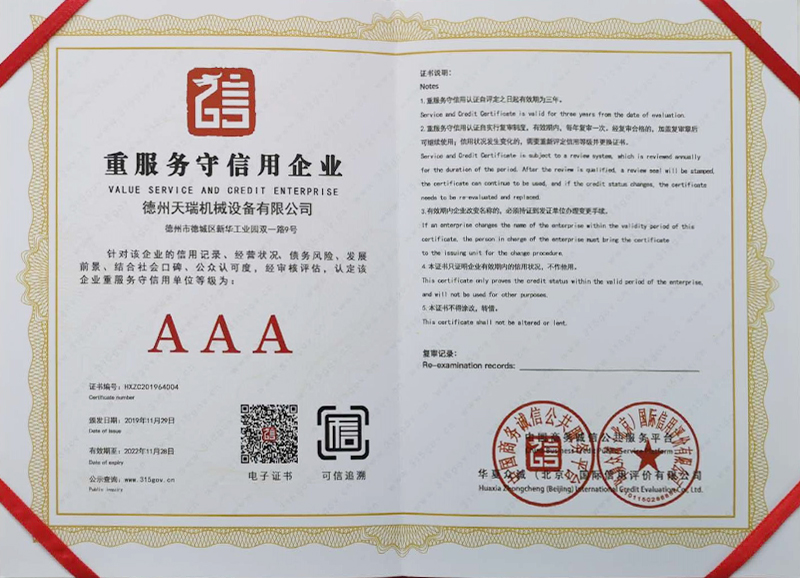 信
重服务守信用企业
VALUE SERVICE AND CREDIT ENTERPRISE
德州天瑞机械设备有限公司
德州市德城区新华工业园双一路9号
针对该企业的信用记录、经营状况、债务风险、发展
前景、结合社会口碑、公众认可度，经审核评估，认定该
企业重服务守信用单位等级为：
AAA
证书编号：HXZC201964004
Certificate number
颁发日期：2019年11月29日
Date of issue
有效期至：2022年11月28日
Date of expiry
公示查询：www.315gov.cn
Public inquiry
电子证书
信
可信追溯
证书说明：
Notes
1.重服务守信用认证自评定之日起有效期为三年。
Service and Credit Certificate is valid for three years from the date of evaluation.
2.重服务守信用认证自实行复审制度。有效期内，每年复审一次。经复审合格的，加盖复审章后
可继续使用；信用状况发生变化的，需要重新评定信用等级并更换证书。
Service and Credit Certificate is subject to a review system, which is reviewed annually
for the duration of the period. After the review is qualified, a review seal will be stamped,
the certificate can continue to be used, and if the credit status changes, the certificate
needs to be re-evaluated and replaced.
3.有效期内企业改变名称的，必须持证到发证单位办理变更手续。
If an enterprise changes the name of the enterprise within the validity period of this
certificate, the person in charge of the enterprise must bring the certificate
to the issuing unit for the change procedure.
4.本证书只证明企业有效期内的信用状况，不作他用。
This certificate only proves the credit status within the valid period of the enterprise,
and will not be used for other purposes.
5.本证书不得涂改，转借。
This certificate shall not be altered or lent.
复审记录：
Re-examination records:
中国商务诚信公共服务平台
华夏众诚（北京）国际信用评价有限公司
Huaxia Zhongcheng (Beijing) International Credit Evaluation Co., Ltd.